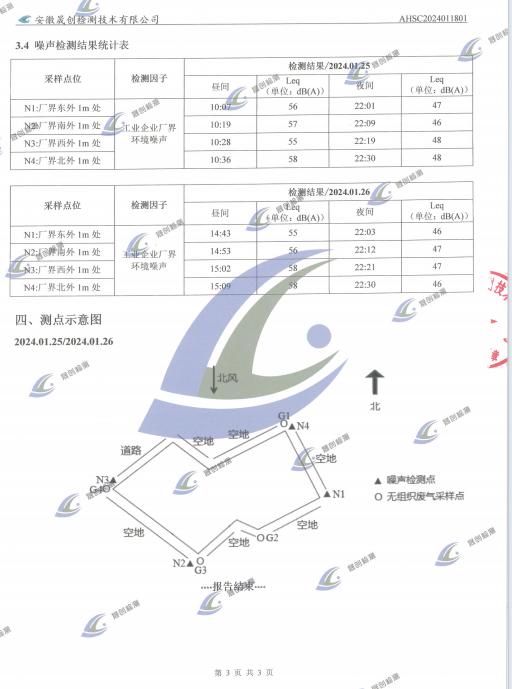 安徽晟创检测技术有限公司 AHSC2024011801
3.4 噪声检测结果统计表
采样点位 检测因子 检测结果/2024.01.25
昼间 Leq（单位：dB(A)） 夜间 Leq（单位：dB(A)）
N1:厂界东外 1m 处 工业企业厂界环境噪声 10:07 56 22:01 47
N2:厂界南外 1m 处 10:19 57 22:09 46
N3:厂界西外 1m 处 10:28 55 22:19 48
N4:厂界北外 1m 处 10:36 58 22:30 48
采样点位 检测因子 检测结果/2024.01.26
昼间 Leq（单位：dB(A)） 夜间 Leq（单位：dB(A)）
N1:厂界东外 1m 处 工业企业厂界环境噪声 14:43 55 22:03 46
N2:厂界南外 1m 处 14:53 56 22:12 47
N3:厂界西外 1m 处 15:02 58 22:21 47
N4:厂界北外 1m 处 15:09 58 22:30 46
四、测点示意图
2024.01.25/2024.01.26
北风
北
G1
N4
空地
空地
道路
空地
N3
G4
N1
▲ 噪声检测点
O 无组织废气采样点
空地
空地
空地
G2
N2
G3
----报告结束----
第 3 页 共 3 页
晟创检测